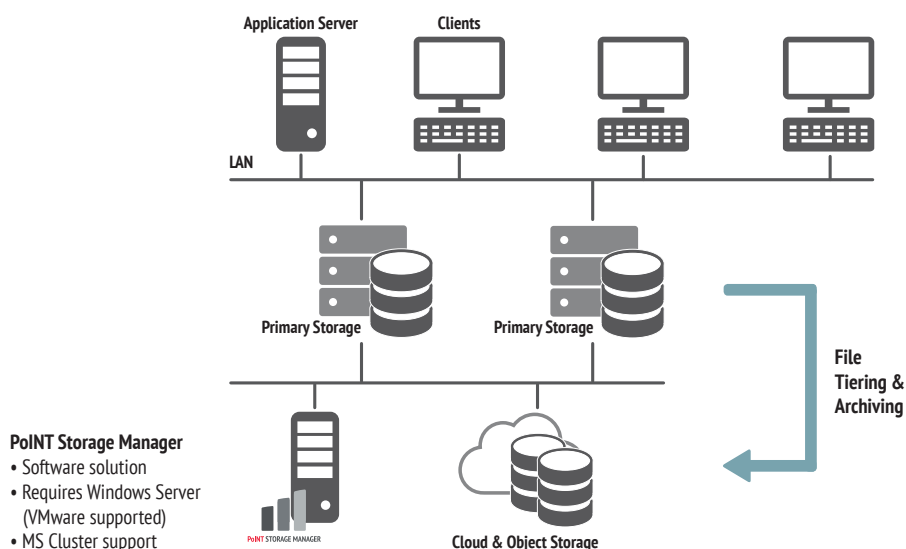 Application Server
Clients
LAN
Primary Storage
Primary Storage
File
Tiering &
Archiving
PoINT Storage Manager
• Software solution
• Requires Windows Server
(VMware supported)
• MS Cluster support
PoINT STORAGE MANAGER
Cloud & Object Storage